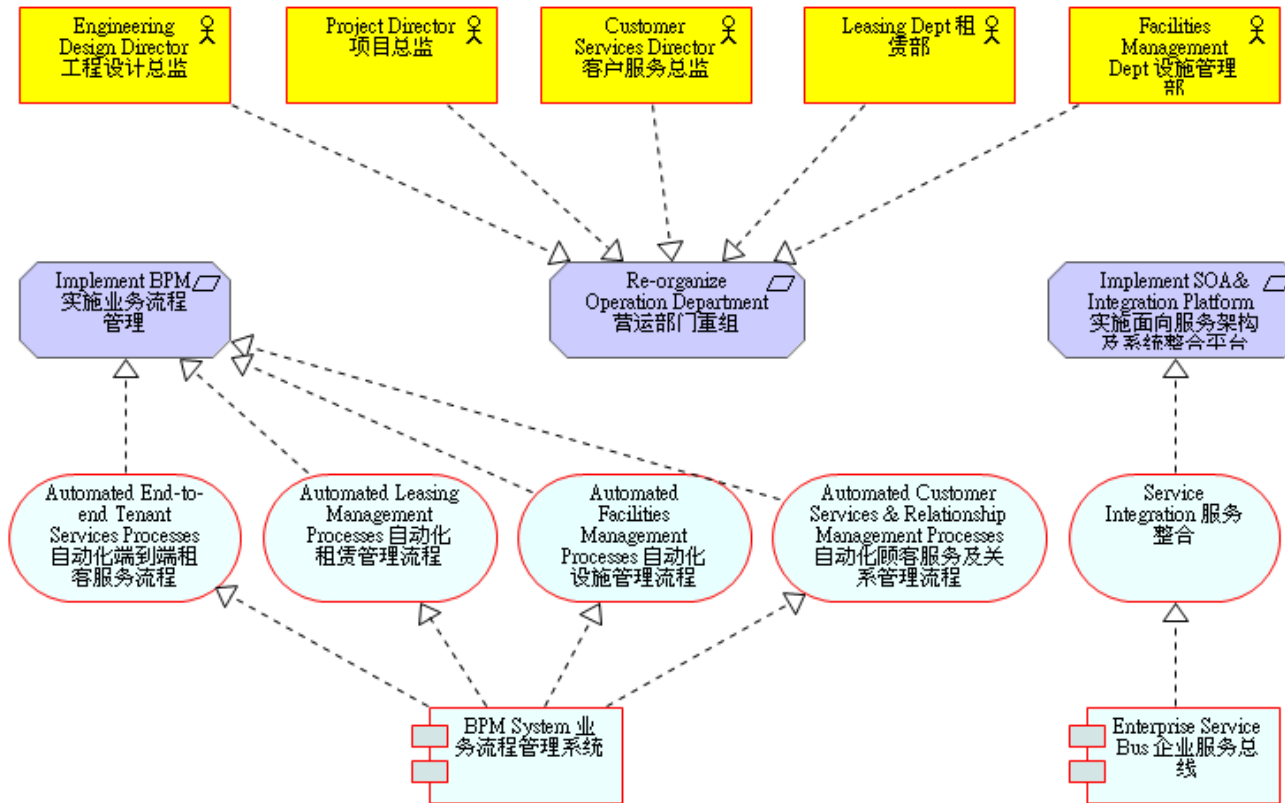 Engineering
Design Director
工程设计总监
Project Director
项目总监
Customer
Services Director
客户服务总监
Leasing Dept 租
赁部
Facilities
Management
Dept 设施管理
部
Implement BPM
实施业务流程
管理
Re-organize
Operation Department
营运部门重组
Implement SOA&
Integration Platform
实施面向服务架构
及系统整合平台
Automated End-to-
end Tenant
Services Processes
自动化端到端租
客服务流程
Automated Leasing
Management
Processes 自动化
租赁管理流程
Automated
Facilities
Management
Processes 自动化
设施管理流程
Automated Customer
Services & Relationship
Management Processes
自动化顾客服务及关
系管理流程
Service
Integration 服务
整合
BPM System 业
务流程管理系统
Enterprise Service
Bus 企业服务总
线